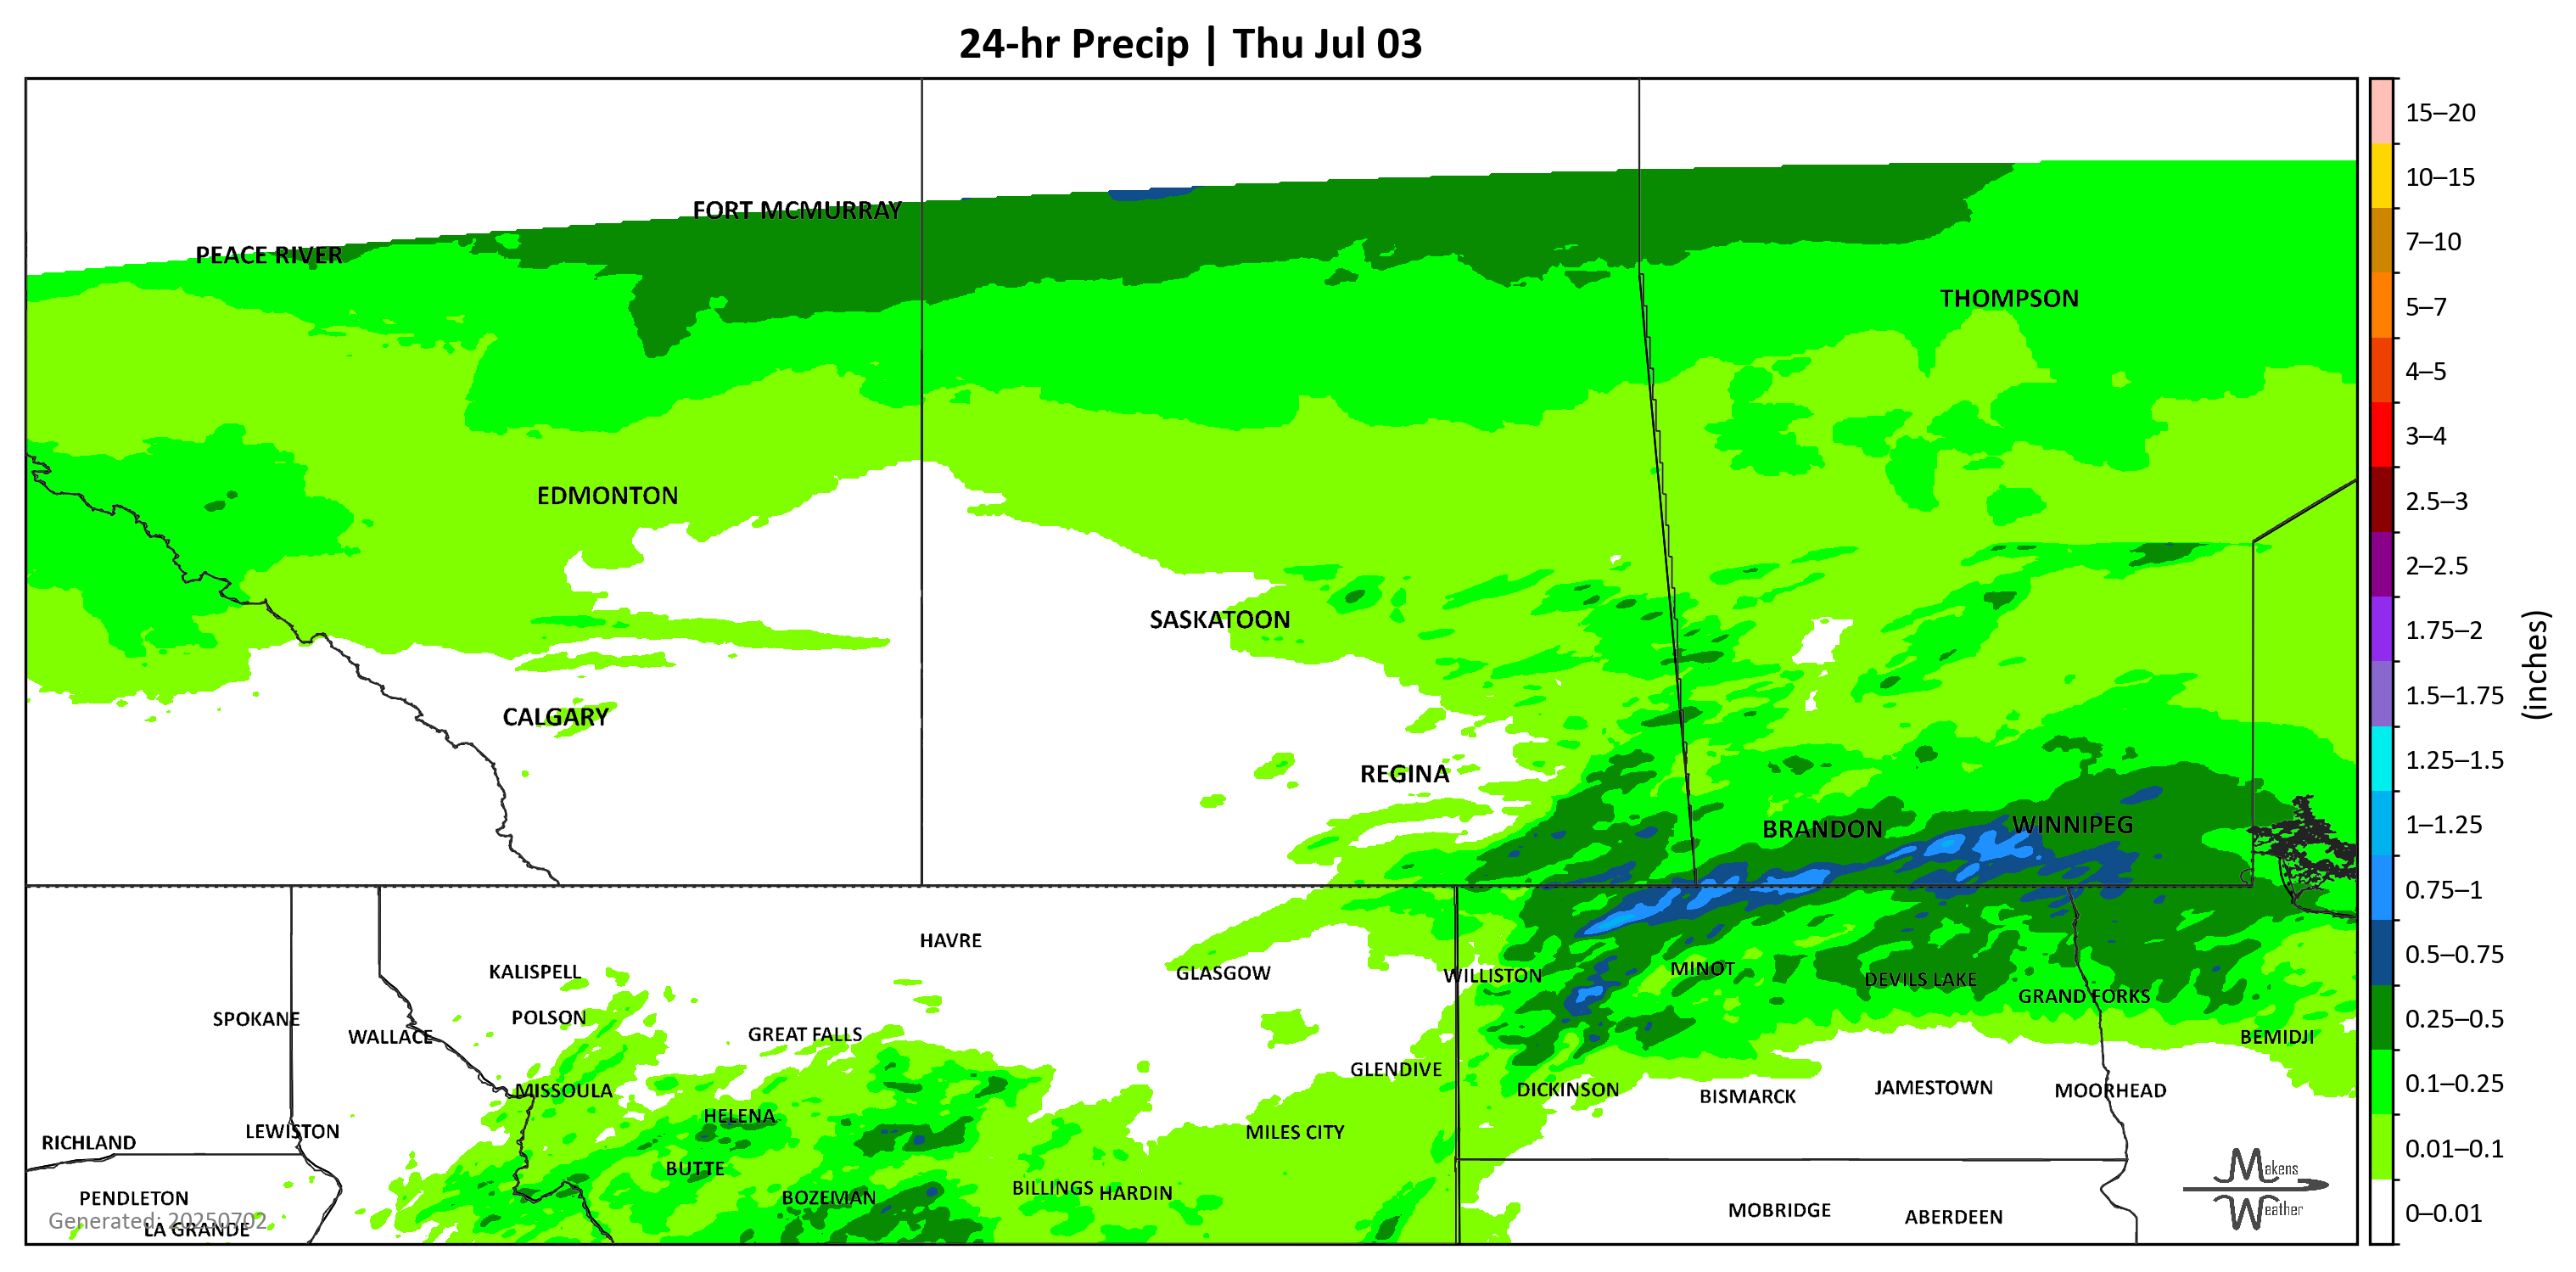 24-hr Precip | Thu Jul 03
FORT MCMURRAY
PEACE RIVER
THOMPSON
EDMONTON
SASKATOON
CALGARY
REGINA
BRANDON
WINNIPEG
HAVRE
KALISPELL
GLASGOW
WILLISTON
MINOT
DEVILS LAKE
GRAND FORKS
SPOKANE
POLSON
WALLACE
GREAT FALLS
BEMIDJI
GLENDIVE
MISSOULA
DICKINSON
BISMARCK
JAMESTOWN
MOORHEAD
HELENA
LEWISTON
RICHLAND
MILES CITY
BUTTE
BILLINGS
HARDIN
PENDLETON
BOZEMAN
MOBRIDGE
ABERDEEN
Generated: 20250702
LA GRANDE
Makens
Weather
15–20
10–15
7–10
5–7
4–5
3–4
2.5–3
2–2.5
1.75–2
1.5–1.75
1.25–1.5
1–1.25
0.75–1
0.5–0.75
0.25–0.5
0.1–0.25
0.01–0.1
0–0.01
(inches)